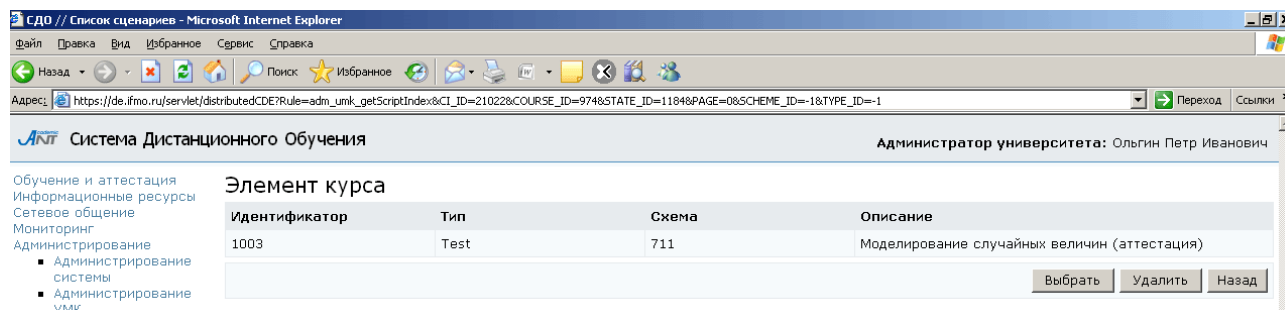 СДО // Список сценариев - Microsoft Internet Explorer
Файл Правка Вид Избранное Сервис Справка
Назад Поиск Избранное
Адрес: https://de.ifmo.ru/servlet/distributedCDE?Rule=adm_umk_getScriptIndex&CI_ID=21022&COURSE_ID=974&STATE_ID=1184&PAGE=0&SCHEME_ID=-1&TYPE_ID=-1 Переход Ссылки
Academic ANT Система Дистанционного Обучения Администратор университета: Ольгин Петр Иванович
Обучение и аттестация
Информационные ресурсы
Сетевое общение
Мониторинг
Администрирование
Администрирование системы
Администрирование УМК
Элемент курса
Идентификатор Тип Схема Описание
1003 Test 711 Моделирование случайных величин (аттестация)
Выбрать Удалить Назад